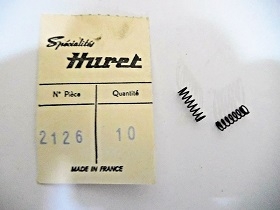 Spécialités
Huret
N° Pièce Quantité
2126 10
MADE IN FRANCE